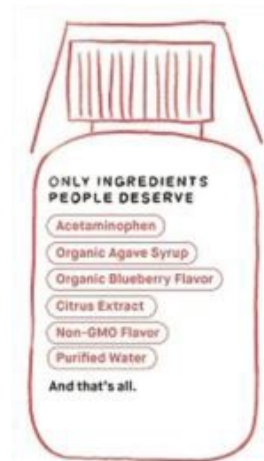 ONLY INGREDIENTS
PEOPLE DESERVE
Acetaminophen
Organic Agave Syrup
Organic Blueberry Flavor
Citrus Extract
Non-GMO Flavor
Purified Water
And that's all.